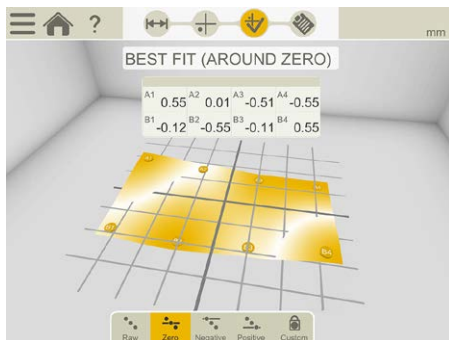 ?
mm
BEST FIT (AROUND ZERO)
A1 0.55 A2 0.01 A3 -0.51 A4 -0.55
B1 -0.12 B2 -0.55 B3 -0.11 B4 0.55
B4
Raw Zero Negative Positive Custom